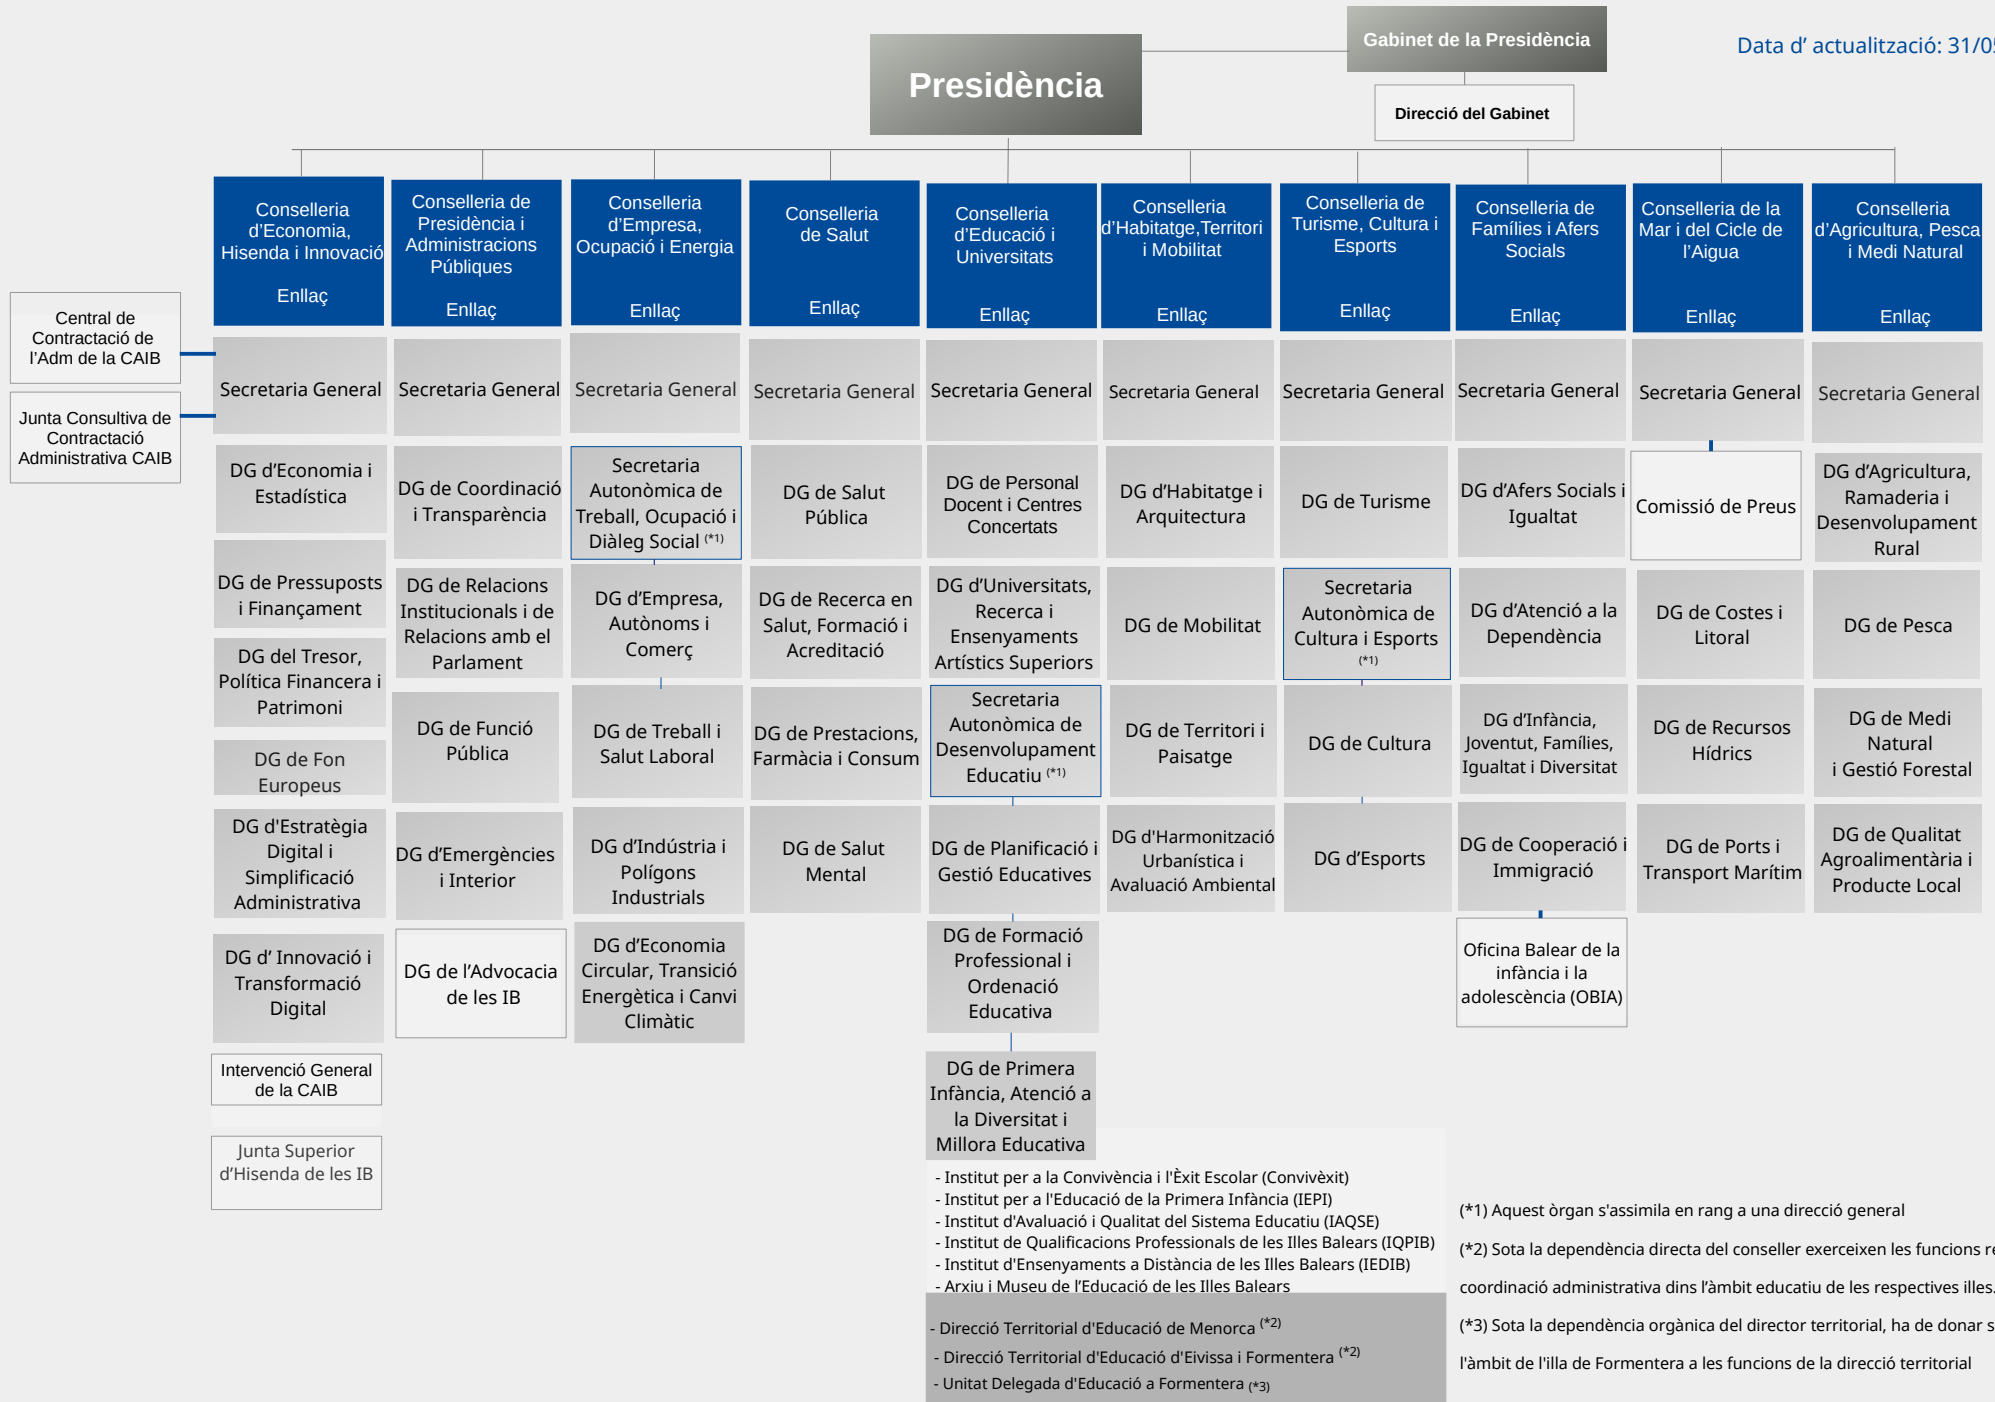 Gabinet de la Presidència
Data d’ actualització: 31/05
Presidència
Direcció del Gabinet
Conselleria
d’Economia,
Hisenda i Innovació
Enllaç
Conselleria de
Presidència i
Administracions
Públiques
Enllaç
Conselleria
d’Empresa,
Ocupació i Energia
Enllaç
Conselleria
de Salut
Enllaç
Conselleria
d’Educació i
Universitats
Enllaç
Conselleria
d’Habitatge,Territori
i Mobilitat
Enllaç
Conselleria de
Turisme, Cultura i
Esports
Enllaç
Conselleria de
Famílies i Afers
Socials
Enllaç
Conselleria de la
Mar i del Cicle de
l’Aigua
Enllaç
Conselleria
d’Agricultura, Pesca
i Medi Natural
Enllaç
Central de
Contractació de
l’Adm de la CAIB
Junta Consultiva de
Contractació
Administrativa CAIB
Secretaria General
DG d’Economia i
Estadística
DG de Pressuposts
i Finançament
DG del Tresor,
Política Financera i
Patrimoni
DG de Fon
Europeus
DG d'Estratègia
Digital i
Simplificació
Administrativa
DG d’ Innovació i
Transformació
Digital
Intervenció General
de la CAIB
Junta Superior
d’Hisenda de les IB
Secretaria General
DG de Coordinació
i Transparència
DG de Relacions
Institucionals i de
Relacions amb el
Parlament
DG de Funció
Pública
DG d’Emergències
i Interior
DG de l’Advocacia
de les IB
Secretaria General
Secretaria
Autonòmica de
Treball, Ocupació i
Diàleg Social (*1)
DG d’Empresa,
Autònoms i
Comerç
DG de Treball i
Salut Laboral
DG d’Indústria i
Polígons
Industrials
DG d’Economia
Circular, Transició
Energètica i Canvi
Climàtic
Secretaria General
DG de Salut
Pública
DG de Recerca en
Salut, Formació i
Acreditació
DG de Prestacions,
Farmàcia i Consum
DG de Salut
Mental
Secretaria General
DG de Personal
Docent i Centres
Concertats
DG d’Universitats,
Recerca i
Ensenyaments
Artístics Superiors
Secretaria
Autonòmica de
Desenvolupament
Educatiu (*1)
DG de Planificació i
Gestió Educatives
DG de Formació
Professional i
Ordenació
Educativa
DG de Primera
Infància, Atenció a
la Diversitat i
Millora Educativa
- Institut per a la Convivència i l'Èxit Escolar (Convivèxit)
- Institut per a l'Educació de la Primera Infància (IEPI)
- Institut d'Avaluació i Qualitat del Sistema Educatiu (IAQSE)
- Institut de Qualificacions Professionals de les Illes Balears (IQPIB)
- Institut d'Ensenyaments a Distància de les Illes Balears (IEDIB)
- Arxiu i Museu de l’Educació de les Illes Balears
- Direcció Territorial d'Educació de Menorca (*2)
- Direcció Territorial d'Educació d'Eivissa i Formentera (*2)
- Unitat Delegada d'Educació a Formentera (*3)
Secretaria General
DG d’Habitatge i
Arquitectura
DG de Mobilitat
DG de Territori i
Paisatge
DG d'Harmonització
Urbanística i
Avaluació Ambiental
Secretaria General
DG de Turisme
Secretaria
Autonòmica de
Cultura i Esports
(*1)
DG de Cultura
DG d’Esports
Secretaria General
DG d’Afers Socials i
Igualtat
DG d’Atenció a la
Dependència
DG d’Infància,
Joventut, Famílies,
Igualtat i Diversitat
DG de Cooperació i
Immigració
Oficina Balear de la
infància i la
adolescència (OBIA)
Secretaria General
Comissió de Preus
DG de Costes i
Litoral
DG de Recursos
Hídrics
DG de Ports i
Transport Marítim
Secretaria General
DG d’Agricultura,
Ramaderia i
Desenvolupament
Rural
DG de Pesca
DG de Medi
Natural
i Gestió Forestal
DG de Qualitat
Agroalimentària i
Producte Local
(*1) Aquest òrgan s'assimila en rang a una direcció general
(*2) Sota la dependència directa del conseller exerceixen les funcions
coordinació administrativa dins l’àmbit educatiu de les respectives illes.
(*3) Sota la dependència orgànica del director territorial, ha de donar
l'àmbit de l'illa de Formentera a les funcions de la direcció territorial